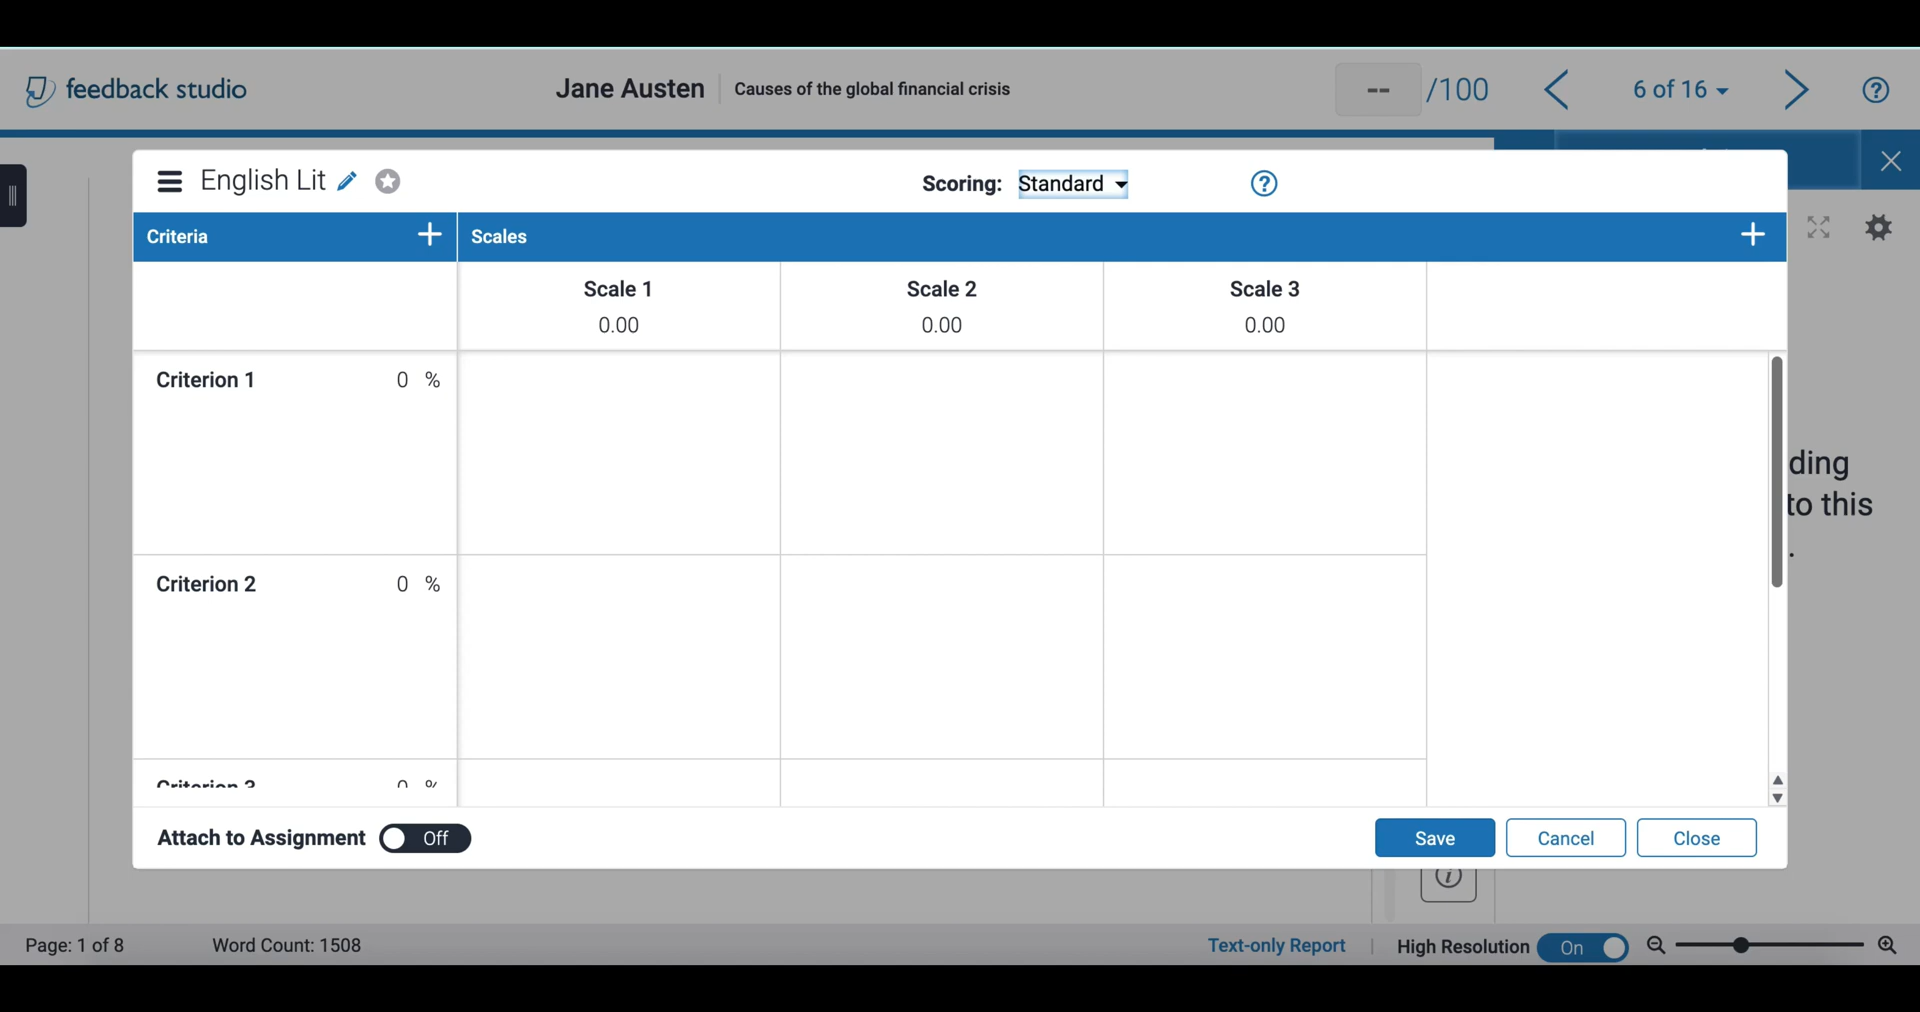 feedback studio
Jane Austen
Causes of the global financial crisis
-- /100
6 of 16
English Lit
Scoring: Standard
Criteria
Scales
Scale 1
0.00
Scale 2
0.00
Scale 3
0.00
Criterion 1 0 %
Criterion 2 0 %
Criterion 3 0 %
ding
to this
.
Attach to Assignment Off
Save
Cancel
Close
Page: 1 of 8
Word Count: 1508
Text-only Report
High Resolution On